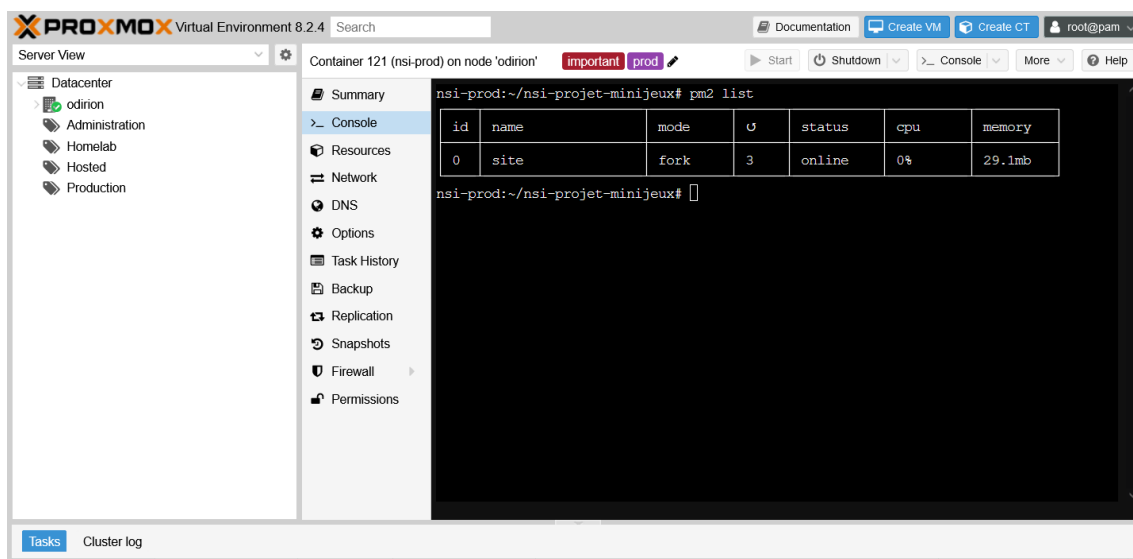 PROXMOX Virtual Environment 8.2.4 Search Documentation Create VM Create CT root@pam
Server View
Datacenter
odirion
Administration
Homelab
Hosted
Production
Container 121 (nsi-prod) on node 'odirion' important prod Start Shutdown >_ Console More Help
Summary
>_ Console
Resources
Network
DNS
Options
Task History
Backup
Replication
Snapshots
Firewall
Permissions
nsi-prod:~/nsi-projet-minijeux# pm2 list
id name mode ↺ status cpu memory
0 site fork 3 online 0% 29.1mb
nsi-prod:~/nsi-projet-minijeux#
Tasks Cluster log